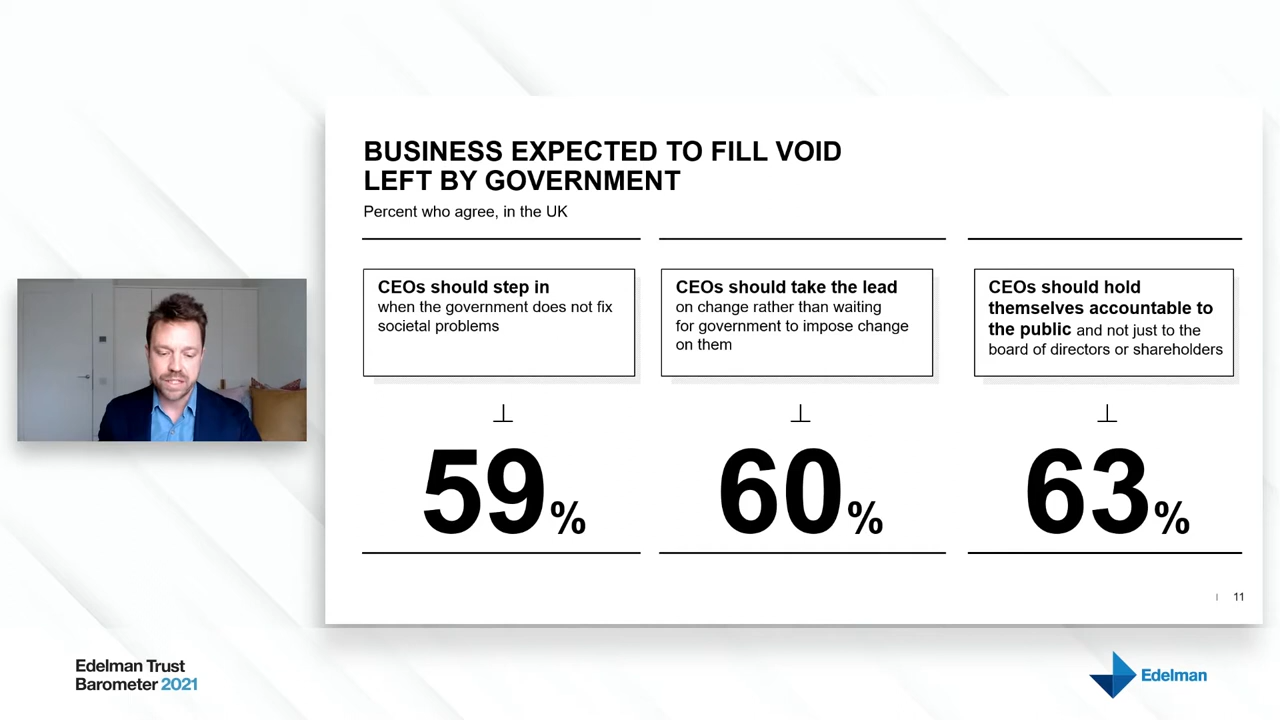 BUSINESS EXPECTED TO FILL VOID
LEFT BY GOVERNMENT
Percent who agree, in the UK
CEOs should step in
when the government does not fix
societal problems
59%
CEOs should take the lead
on change rather than waiting
for government to impose change
on them
60%
CEOs should hold
themselves accountable to
the public and not just to the
board of directors or shareholders
63%
11
Edelman Trust
Barometer 2021
Edelman